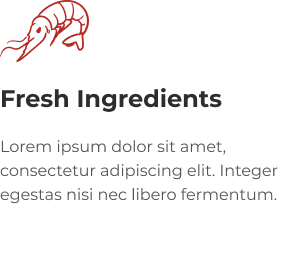 Fresh Ingredients
Lorem ipsum dolor sit amet,
consectetur adipiscing elit. Integer
egestas nisi nec libero fermentum.